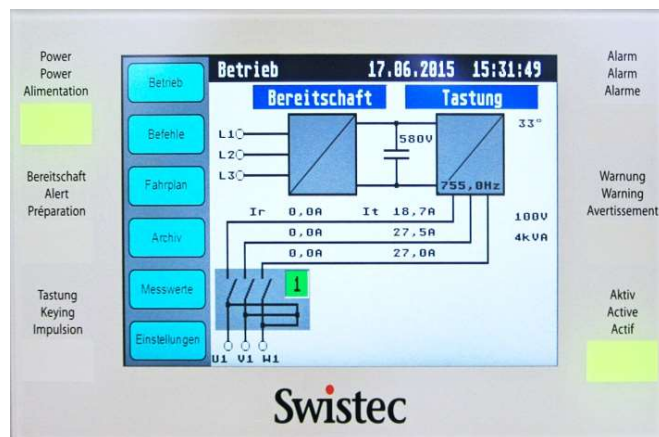 Power
Power
Alimentation
Bereitschaft
Alert
Préparation
Tastung
Keying
Impulsion
Betrieb
Befehle
Fahrplan
Archiv
Messwerte
Einstellungen
Betrieb 17.06.2015 15:31:49
Bereitschaft Tastung
L1 580V 33°
L2
L3
755,0Hz
Ir 0,0A It 18,7A 100V
0,0A 27,5A 4kVA
0,0A 27,0A
1
U1 V1 W1
Alarm
Alarm
Alarme
Warnung
Warning
Avertissement
Aktiv
Active
Actif
Swistec